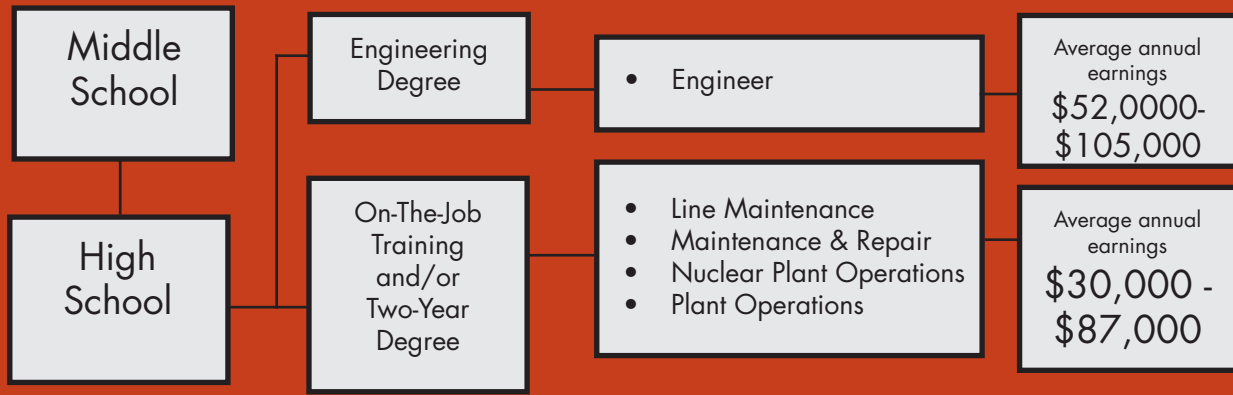 Middle
School
High
School
Engineering
Degree
• Engineer
Average annual
earnings
$52,0000-
$105,000
On-The-Job
Training
and/or
Two-Year
Degree
• Line Maintenance
• Maintenance & Repair
• Nuclear Plant Operations
• Plant Operations
Average annual
earnings
$30,000 -
$87,000